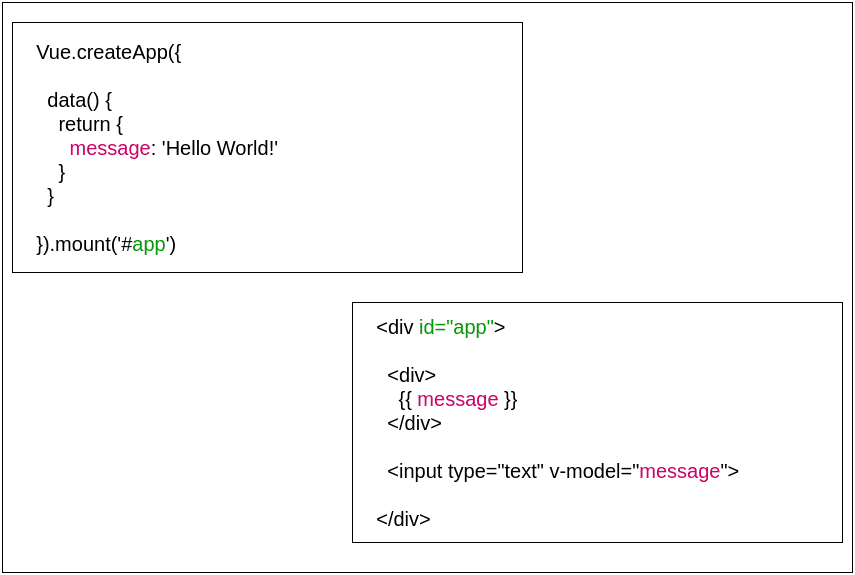 Vue.createApp({
data() {
return {
message: 'Hello World!'
}
}
}).mount('#app')
<div id="app">
<div>
{{ message }}
</div>
<input type="text" v-model="message">
</div>